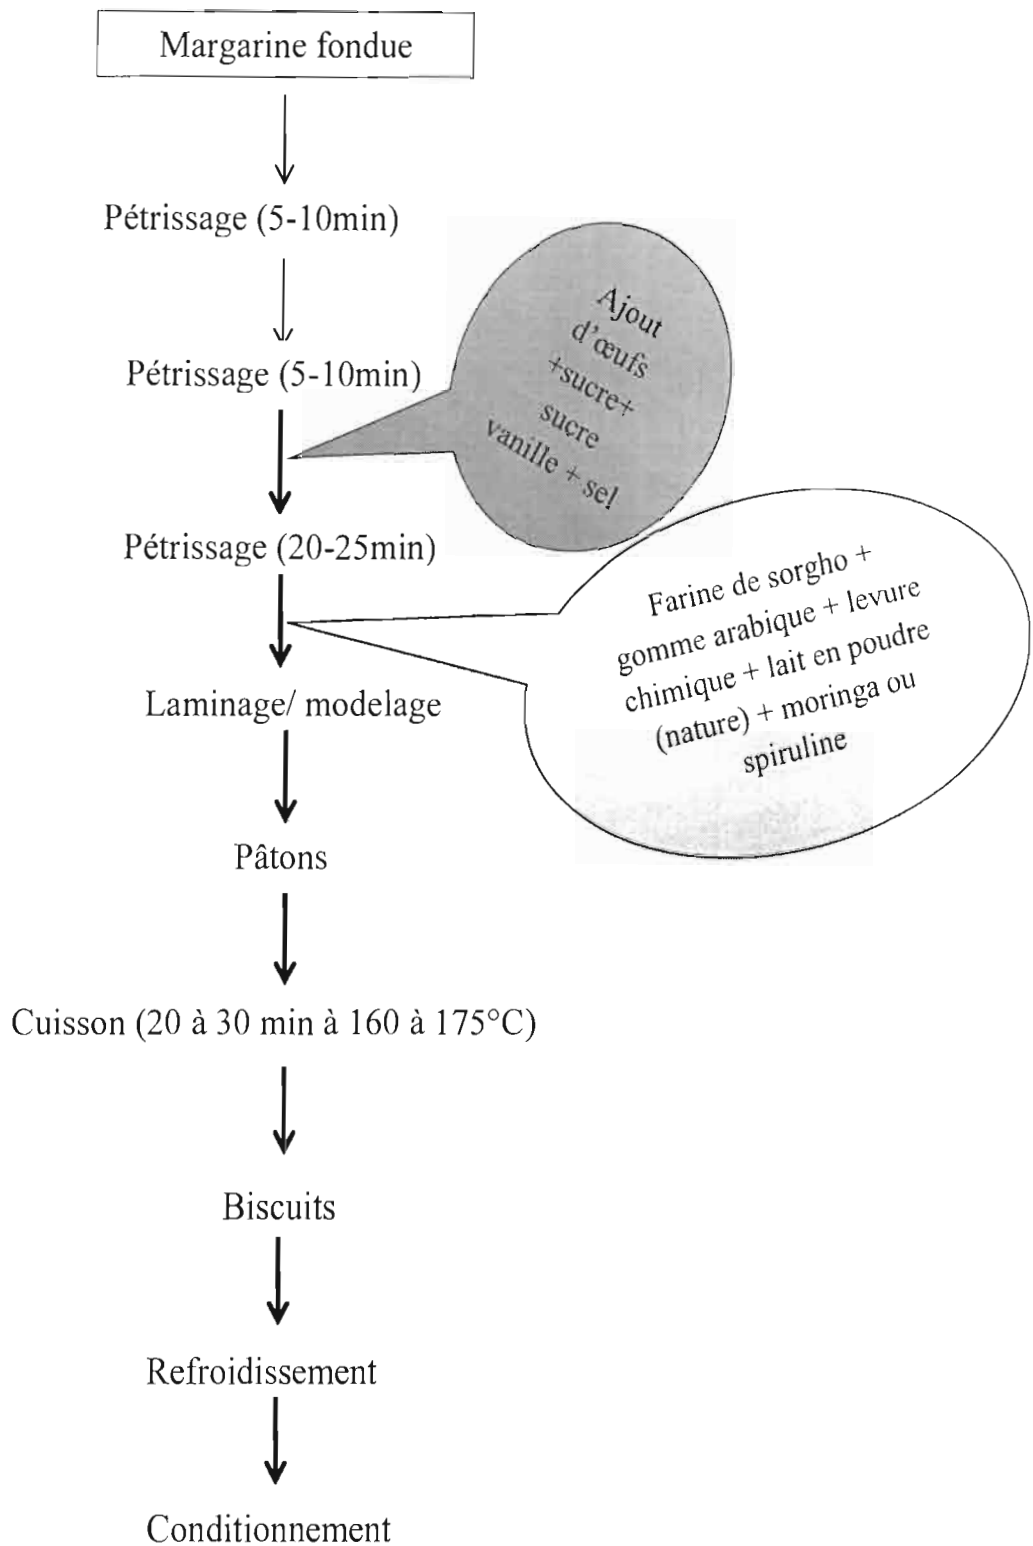 Margarine fondue
Pétrissage (5-10min)
Pétrissage (5-10min)
Ajout
d'œufs
+sucre+
sucre
vanille + sel
Pétrissage (20-25min)
Farine de sorgho +
gomme arabique + levure
chimique + lait en poudre
(nature) + moringa ou
spiruline
Laminage/ modelage
Pâtons
Cuisson (20 à 30 min à 160 à 175°C)
Biscuits
Refroidissement
Conditionnement